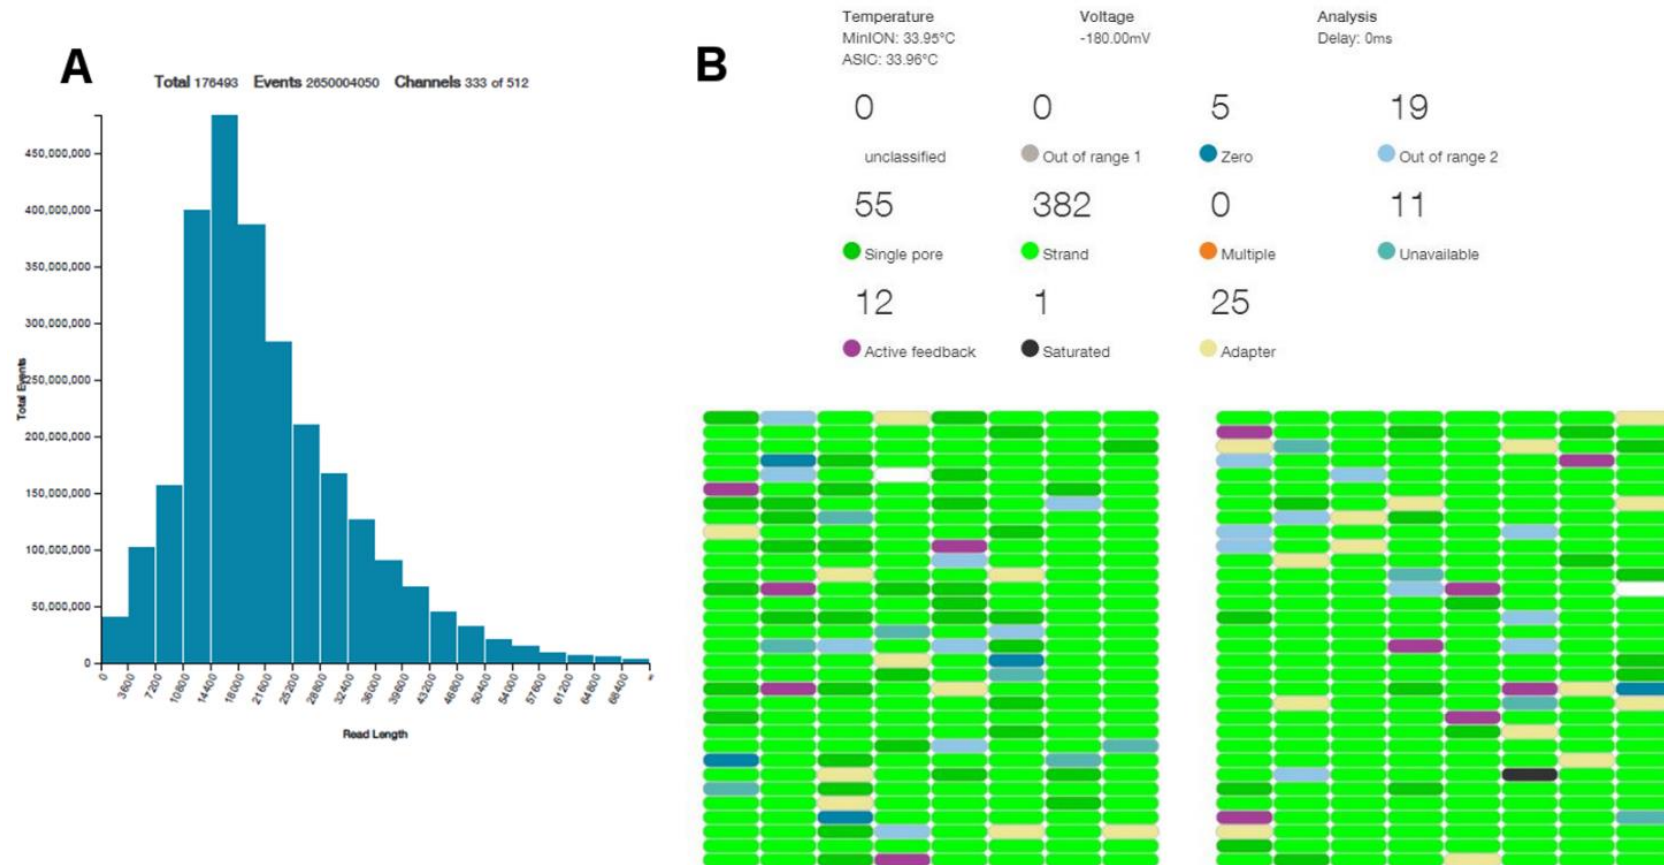 A
Total 176493 Events 2650004050 Channels 333 of 512
450,000,000
400,000,000
350,000,000
300,000,000
250,000,000
200,000,000
150,000,000
100,000,000
50,000,000
0
Total Events
0 3600 7200 10800 14400 18000 21600 25200 28800 32400 36000 39600 43200 46800 50400 54000 57600 61200 64800 68400
Read Length
B
Temperature Voltage Analysis
MinION: 33.95°C -180.00mV Delay: 0ms
ASIC: 33.96°C
0 0 5 19
unclassified Out of range 1 Zero Out of range 2
55 382 0 11
Single pore Strand Multiple Unavailable
12 1 25
Active feedback Saturated Adapter